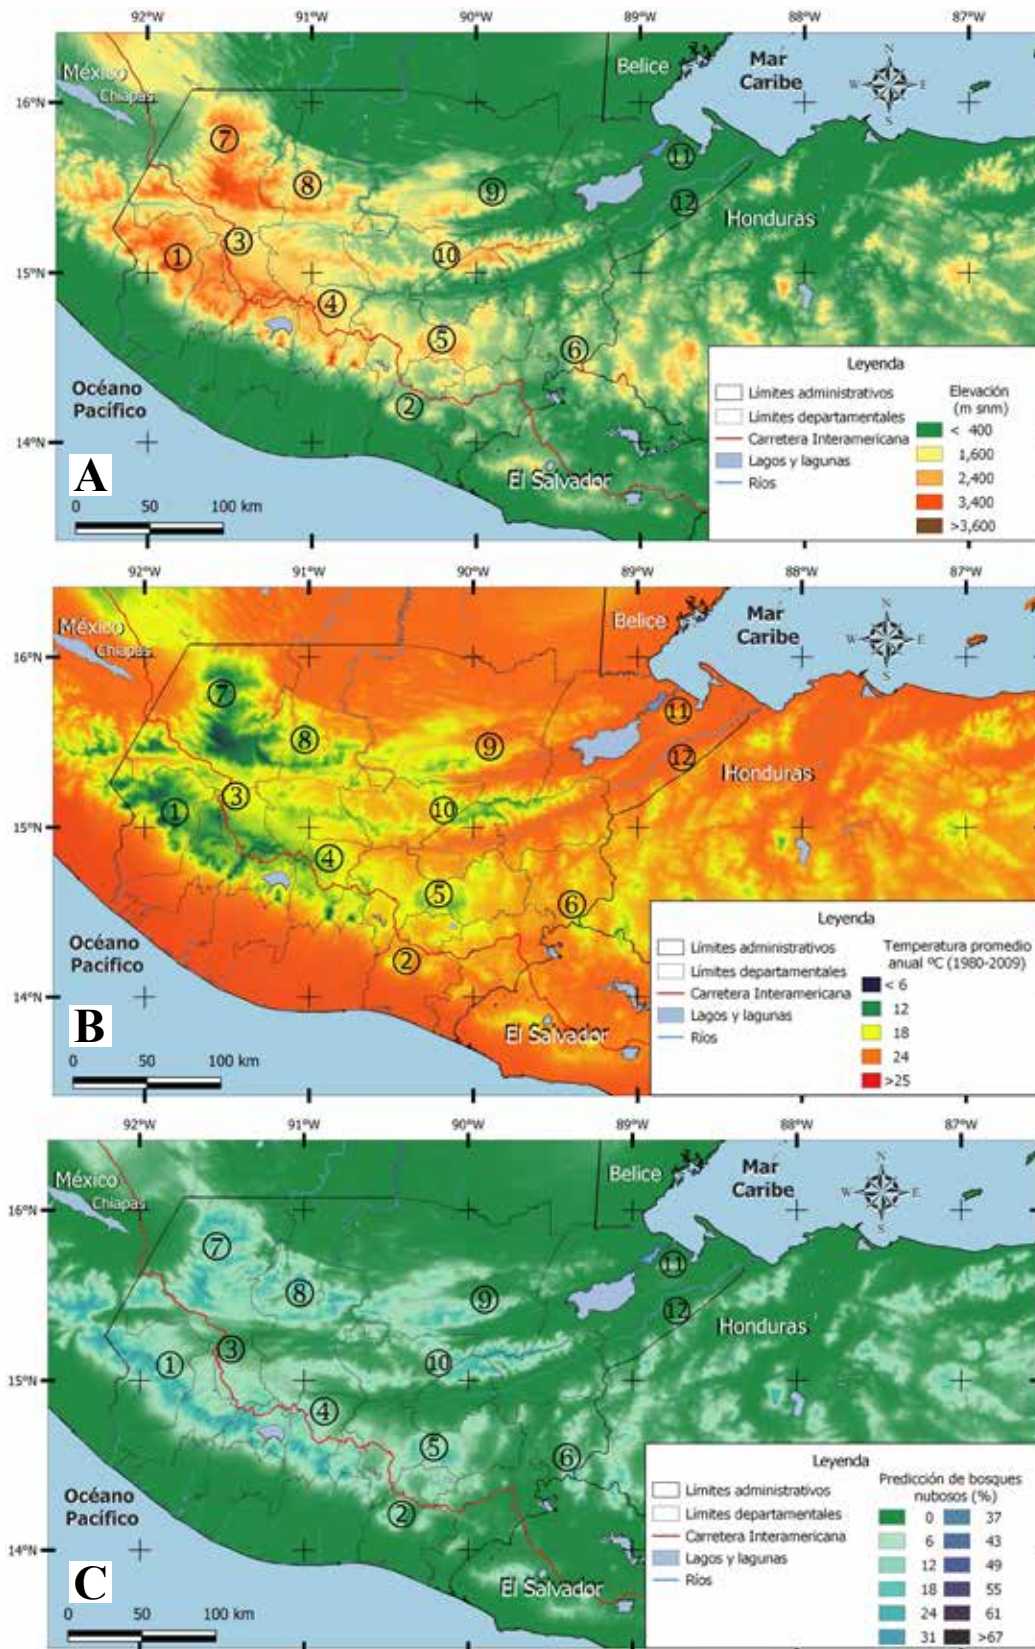 92°W 91°W 90°W 89°W 88°W 87°W
México
Chiapas
Belice
Mar
Caribe
N
W E
S
16°N
7
8
9
11
12
Honduras
3
1
10
15°N
4
5
6
Océano
Pacífico
2
14°N
El Salvador
A
0 50 100 km
Leyenda
Límites administrativos
Límites departamentales
Carretera Interamericana
Lagos y lagunas
Ríos
Elevación
(m snm)
< 400
1,600
2,400
3,400
>3,600
92°W 91°W 90°W 89°W 88°W 87°W
México
Chiapas
Belice
Mar
Caribe
N
W E
S
16°N
7
8
9
11
12
Honduras
3
1
10
15°N
4
5
6
Océano
Pacífico
2
14°N
El Salvador
B
0 50 100 km
Leyenda
Límites administrativos
Límites departamentales
Carretera Interamericana
Lagos y lagunas
Ríos
Temperatura promedio
anual ºC (1980-2009)
< 6
12
18
24
>25
92°W 91°W 90°W 89°W 88°W 87°W
México
Chiapas
Belice
Mar
Caribe
N
W E
S
16°N
7
8
9
11
12
Honduras
3
1
10
15°N
4
5
6
Océano
Pacífico
2
14°N
El Salvador
C
0 50 100 km
Leyenda
Límites administrativos
Límites departamentales
Carretera Interamericana
Lagos y lagunas
Ríos
Predicción de bosques
nubosos (%)
0 37
6 43
12 49
18 55
24 61
31 >67